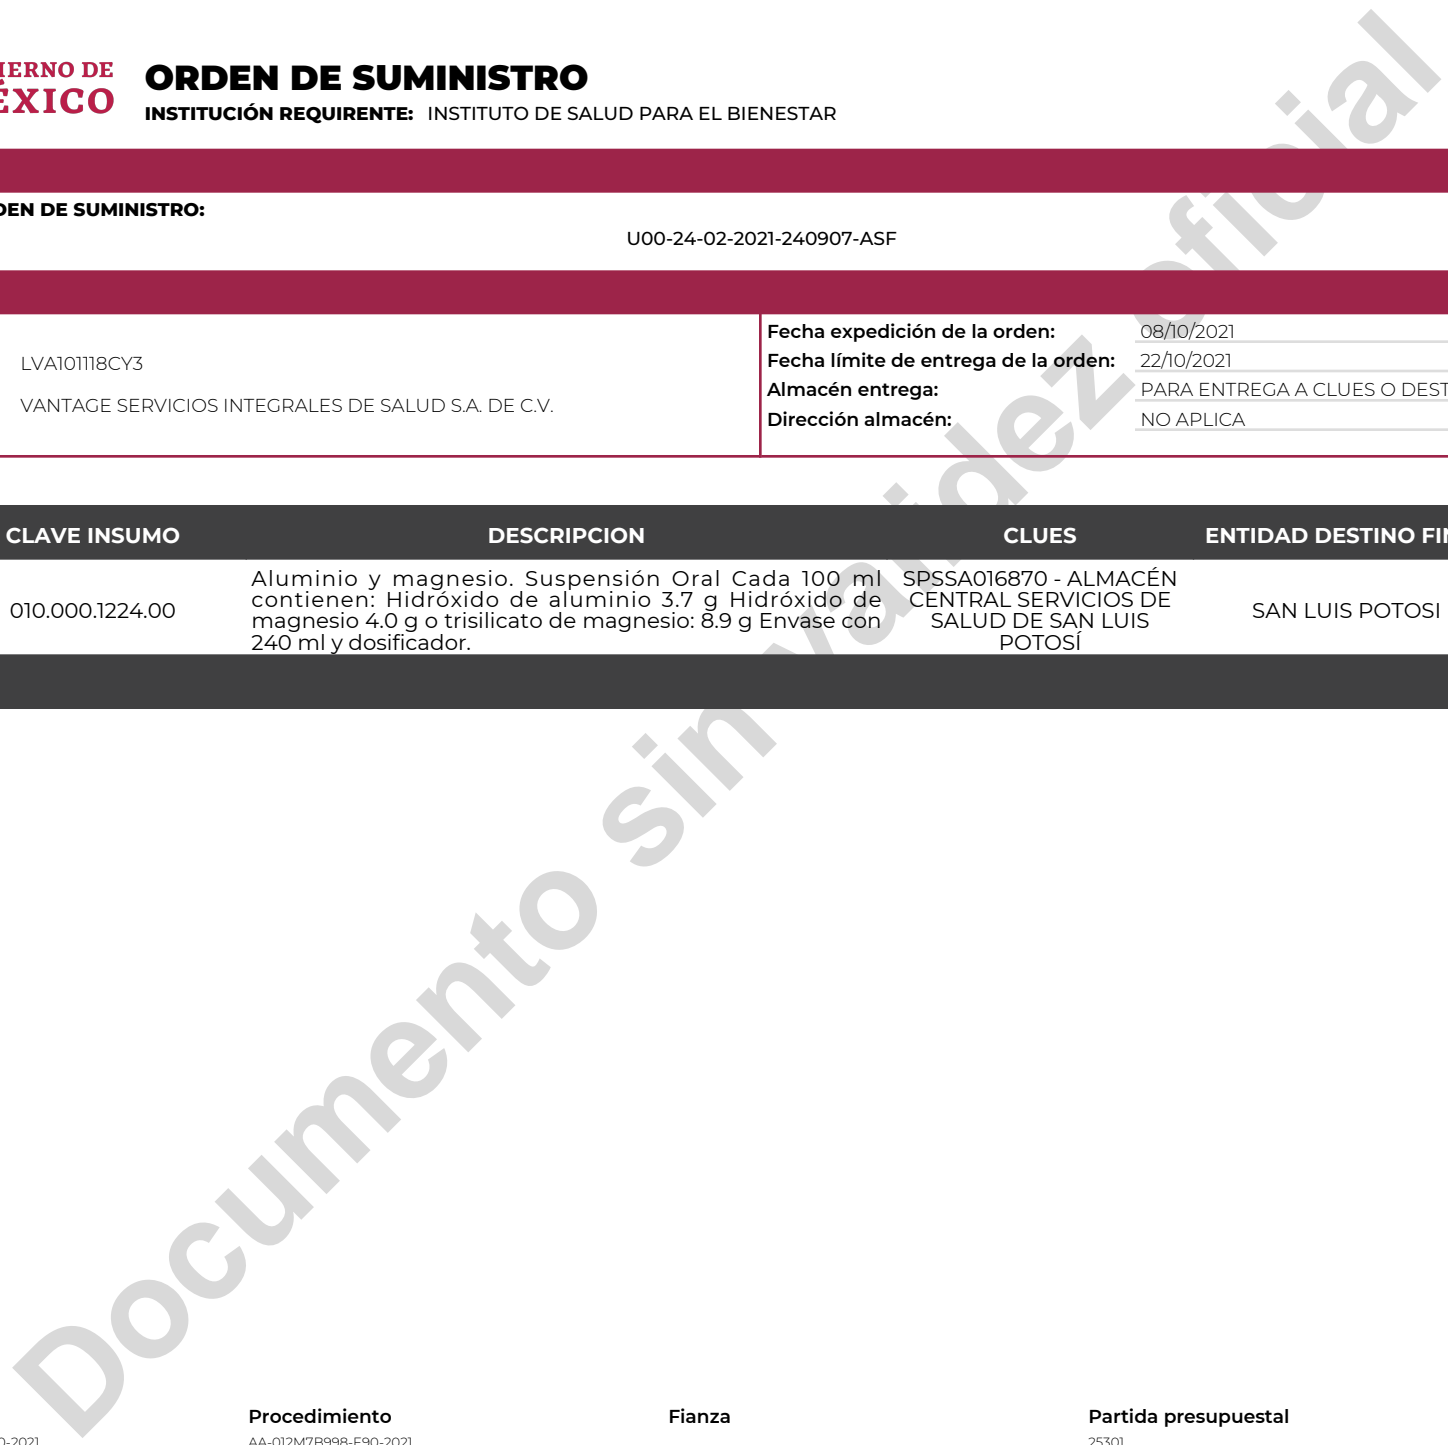 ORDEN DE SUMINISTRO
INSTITUCIÓN REQUIRENTE: INSTITUTO DE SALUD PARA EL BIENESTAR
DE
DE SUMINISTRO:
U00-24-02-2021-240907-ASF
LVA101118CY3
VANTAGE SERVICIOS INTEGRALES DE SALUD S.A. DE C.V.
Fecha expedición de la orden: 08/10/2021
Fecha límite de entrega de la orden: 22/10/2021
Almacén entrega: PARA ENTREGA A CLUES O
Dirección almacén: NO APLICA
CLAVE INSUMO DESCRIPCION CLUES ENTIDAD DESTINO
010.000.1224.00
Aluminio y magnesio. Suspensión Oral Cada 100 ml
contienen: Hidróxido de aluminio 3.7 g Hidróxido de
magnesio 4.0 g o trisilicato de magnesio: 8.9 g Envase con
240 ml y dosificador.
SPSSA016870 - ALMACÉN
CENTRAL SERVICIOS DE
SALUD DE SAN LUIS
POTOSÍ
SAN LUIS POTOSI
Documento sin validez oficial
Procedimiento
AA-012M7B998-E90-2021
Fianza
Partida presupuestal
25301